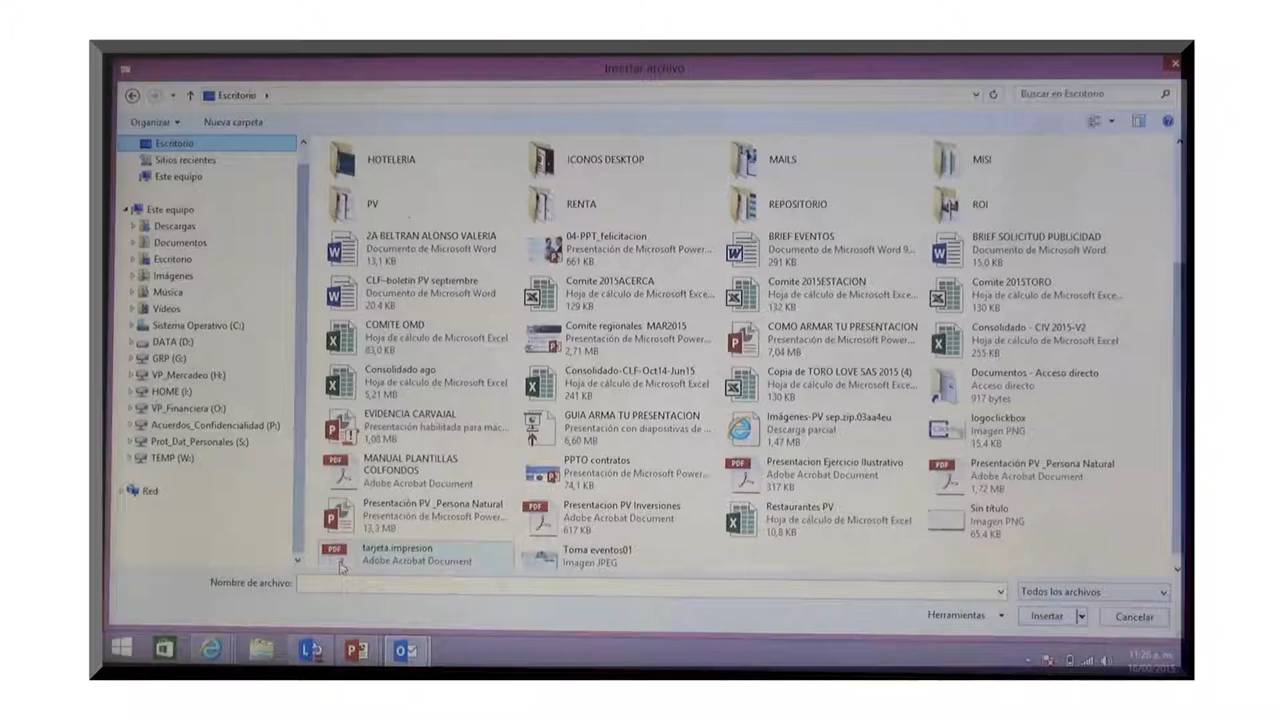 Insertar archivo
Escritorio
Buscar en Escritorio
Organizar
Nueva carpeta
Escritorio
Sitios recientes
Este equipo
Este equipo
Descargas
Documentos
Escritorio
Imágenes
Música
Vídeos
Sistema Operativo (C:)
DATA (D:)
GRP (G:)
VP_Mercadeo (H:)
HOME (I:)
VP_Financiera (O:)
Acuerdos_Confidencialidad (P:)
Prot_Dat_Personales (S:)
TEMP (W:)
Red
HOTELERIA
ICONOS DESKTOP
MAILS
MISI
PV
RENTA
REPOSITORIO
ROI
2A BELTRAN ALONSO VALERIA
Documento de Microsoft Word
13,1 KB
04-PPT_felicitacion
Presentación de Microsoft Power...
661 KB
BRIEF EVENTOS
Documento de Microsoft Word 9...
291 KB
BRIEF SOLICITUD PUBLICIDAD
Documento de Microsoft Word
15,0 KB
CLF-boletin PV septiembre
Documento de Microsoft Word
20,4 KB
Comite 2015ACERCA
Hoja de cálculo de Microsoft Exce...
129 KB
Comite 2015ESTACION
Hoja de cálculo de Microsoft Exce...
132 KB
Comite 2015TORO
Hoja de cálculo de Microsoft Exce...
130 KB
COMITE OMD
Hoja de cálculo de Microsoft Excel
83,0 KB
Comite regionales MAR2015
Presentación de Microsoft Power...
2,71 MB
COMO ARMAR TU PRESENTACION
Presentación de Microsoft Power...
7,04 MB
Consolidado - CIV 2015-V2
Hoja de cálculo de Microsoft Excel
255 KB
Consolidado ago
Hoja de cálculo de Microsoft Excel
5,21 MB
Consolidado-CLF-Oct14-Jun15
Hoja de cálculo de Microsoft Excel
241 KB
Copia de TORO LOVE SAS 2015 (4)
Hoja de cálculo de Microsoft Exce...
384 KB
Documentos - Acceso directo
Acceso directo
917 bytes
EVIDENCIA CARVAJAL
Presentación habilitada para mác...
1,08 MB
GUIA ARMA TU PRESENTACION
Presentación con diapositivas de ...
6,60 MB
Imágenes-PV sep.zip.03aa4eu
Descarga parcial
1,47 MB
logoclickbox
Imagen PNG
15,4 KB
MANUAL PLANTILLAS
COLFONDOS
Adobe Acrobat Document
PPTO contratos
Presentación de Microsoft Power...
74,1 KB
Presentacion Ejercicio Ilustrativo
Adobe Acrobat Document
317 KB
Presentación PV _Persona Natural
Adobe Acrobat Document
1,72 MB
Presentación PV _Persona Natural
Presentación de Microsoft Power...
13,3 MB
Presentacion PV Inversiones
Adobe Acrobat Document
617 KB
Restaurantes PV
Hoja de cálculo de Microsoft Excel
10,8 KB
Sin título
Imagen PNG
65,4 KB
tarjeta.impresion
Adobe Acrobat Document
Toma eventos01
Imagen JPEG
Nombre de archivo:
Todos los archivos
Herramientas
Insertar
Cancelar
11:26 a. m.